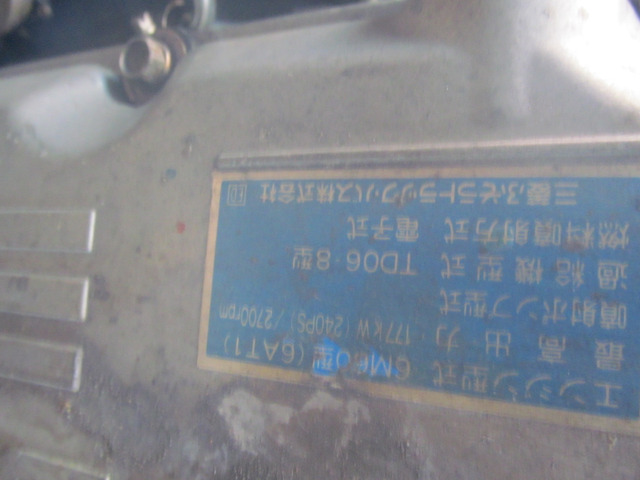 エンジン型式 6M60型(6AT1)
最高出力 177kW(240PS)/2700rpm
噴射ポンプ型式
過給機型式 TD06・8型
燃料噴射方式 電子式
三菱ふそうトラック・バス株式会社